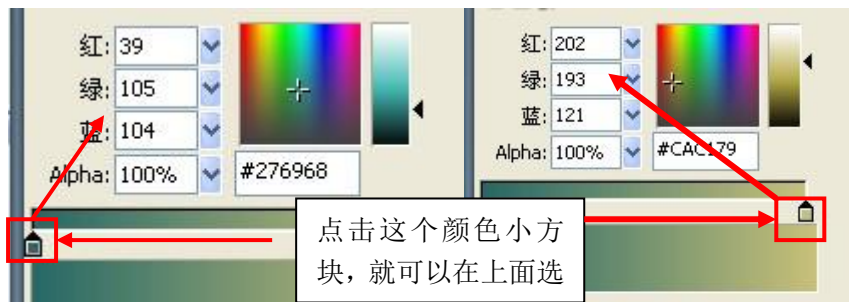 红: 39
绿: 105
蓝: 104
Alpha: 100%
#276968
红: 202
绿: 193
蓝: 121
Alpha: 100%
#CAC179
点击这个颜色小方
块，就可以在上面选